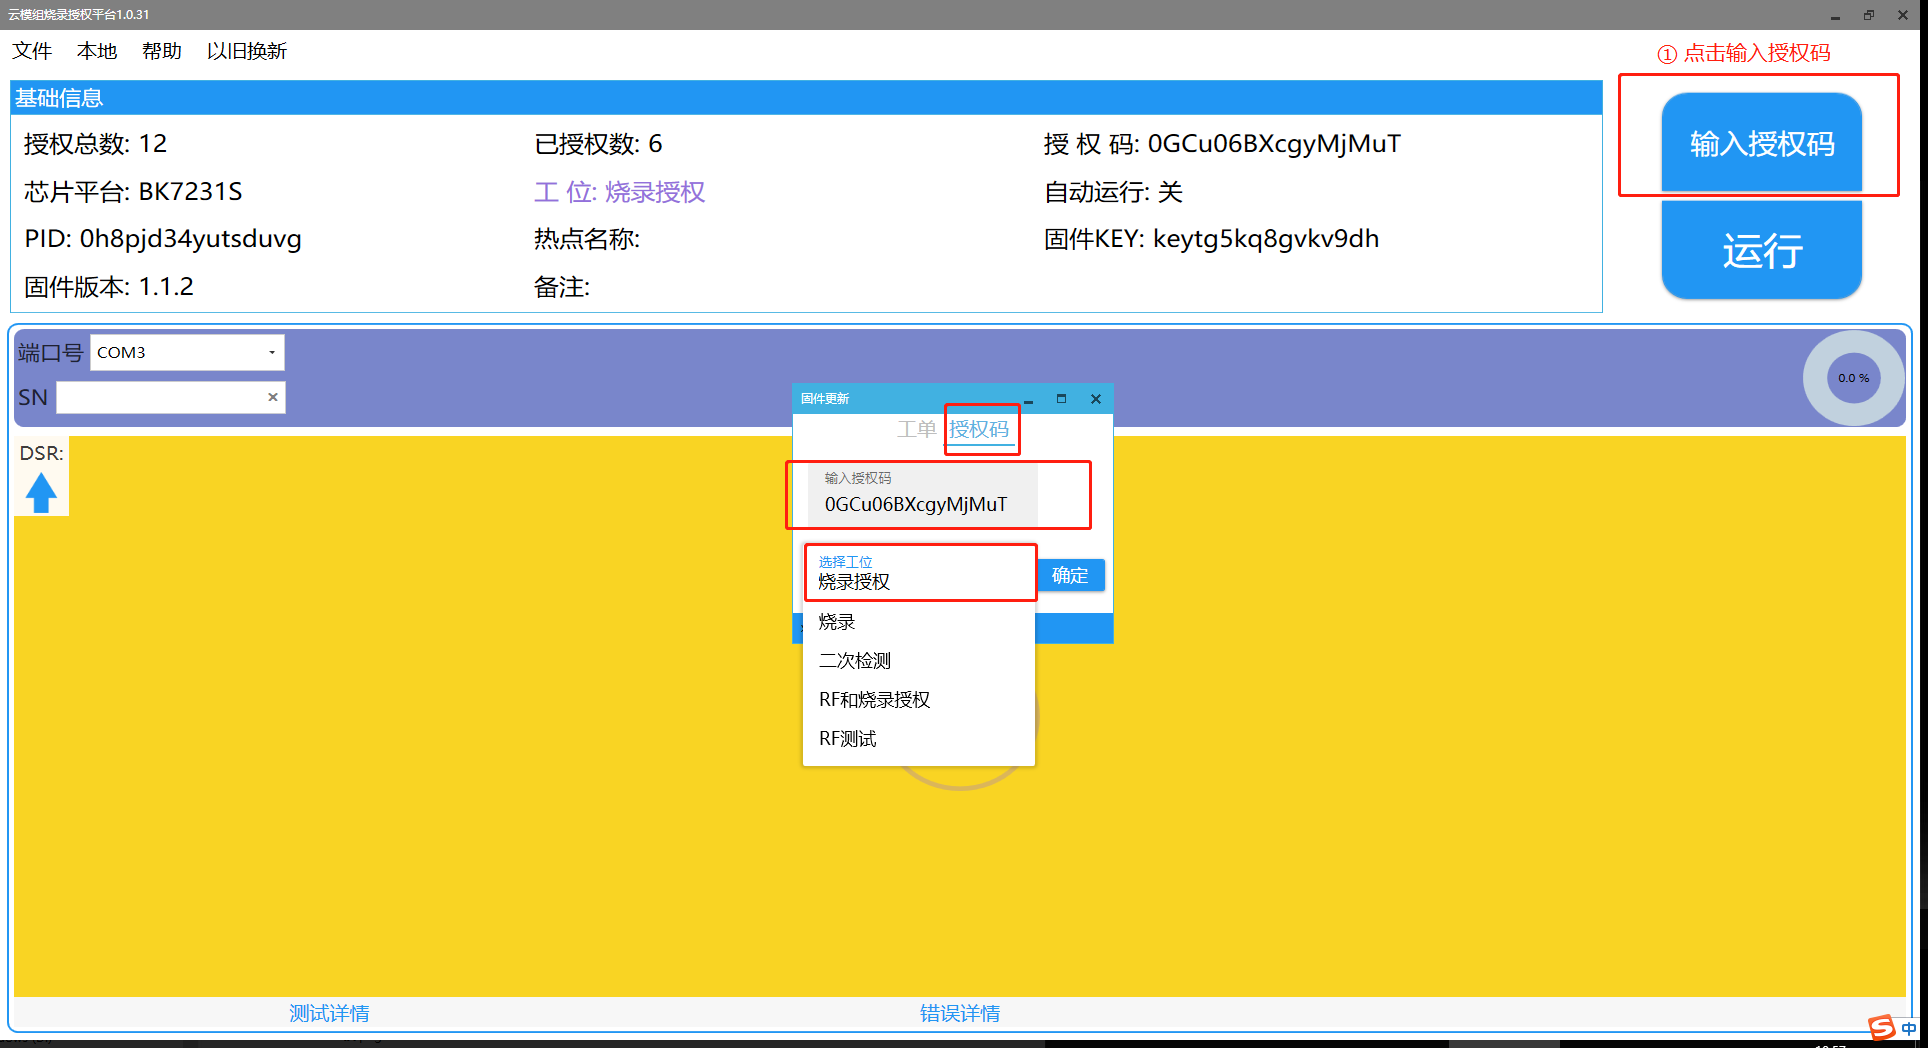 云模组烧录授权平台1.0.31
文件 本地 帮助 以旧换新
① 点击输入授权码
基础信息
授权总数: 12 已授权数: 6 授 权 码: 0GCu06BXcgyMjMuT
输入授权码
芯片平台: BK7231S 工 位: 烧录授权 自动运行: 关
PID: 0h8pjd34yutsduvg 热点名称: 固件KEY: keytg5kq8gvkv9dh
运行
固件版本: 1.1.2 备注:
端口号 COM3
0.0 %
SN
固件更新
工单 授权码
DSR:
输入授权码
0GCu06BXcgyMjMuT
选择工位
烧录授权
确定
烧录
二次检测
RF和烧录授权
RF测试
测试详情 错误详情
中